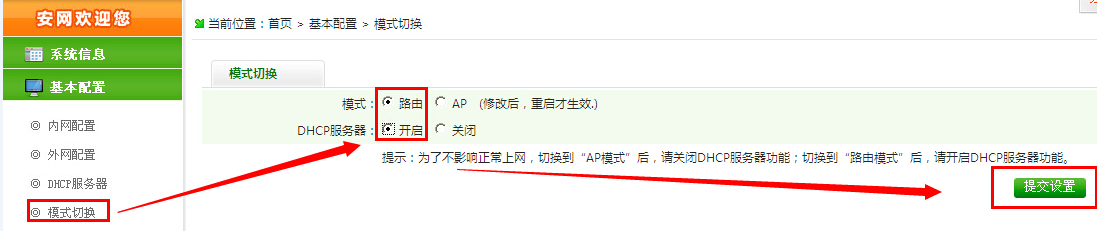 安网欢迎您
系统信息
基本配置
内网配置
外网配置
DHCP服务器
模式切换
当前位置：首页 > 基本配置 > 模式切换
模式切换
模式： 路由 AP (修改后，重启才生效.)
DHCP服务器： 开启 关闭
提示：为了不影响正常上网，切换到“AP模式”后，请关闭DHCP服务器功能；切换到“路由模式”后，请开启DHCP服务器功能。
提交设置